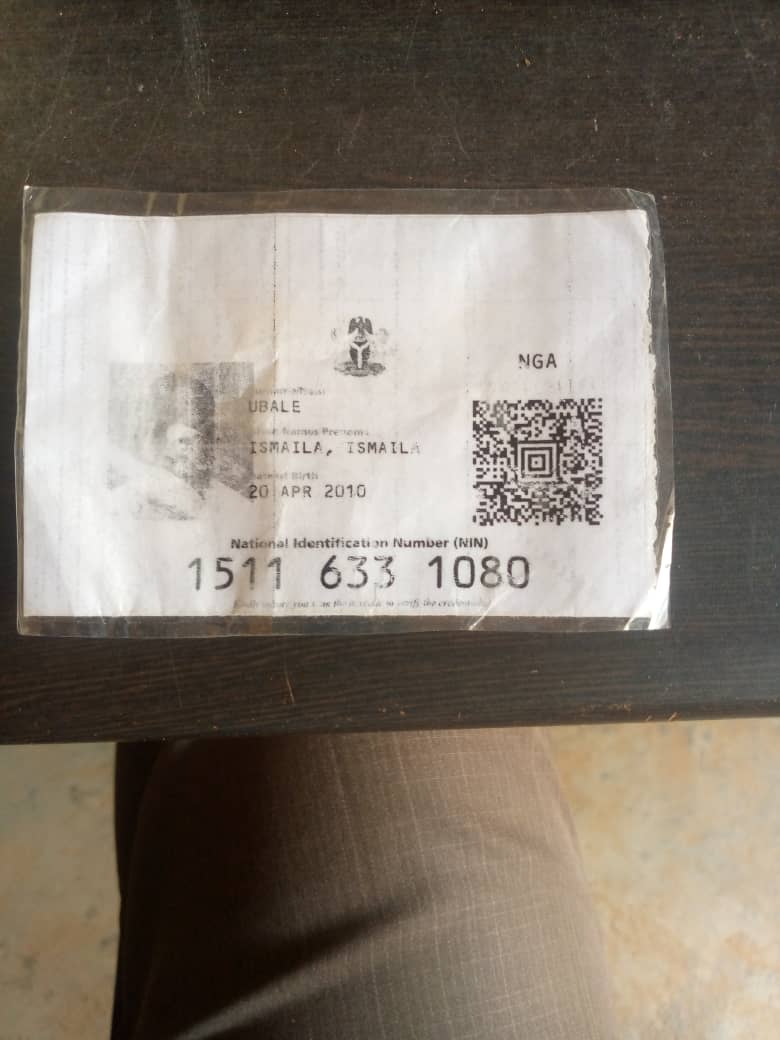 NGA
UBALE
ISMAILA, ISMAILA
20 APR 2010
National Identification Number (NIN)
1511 633 1080